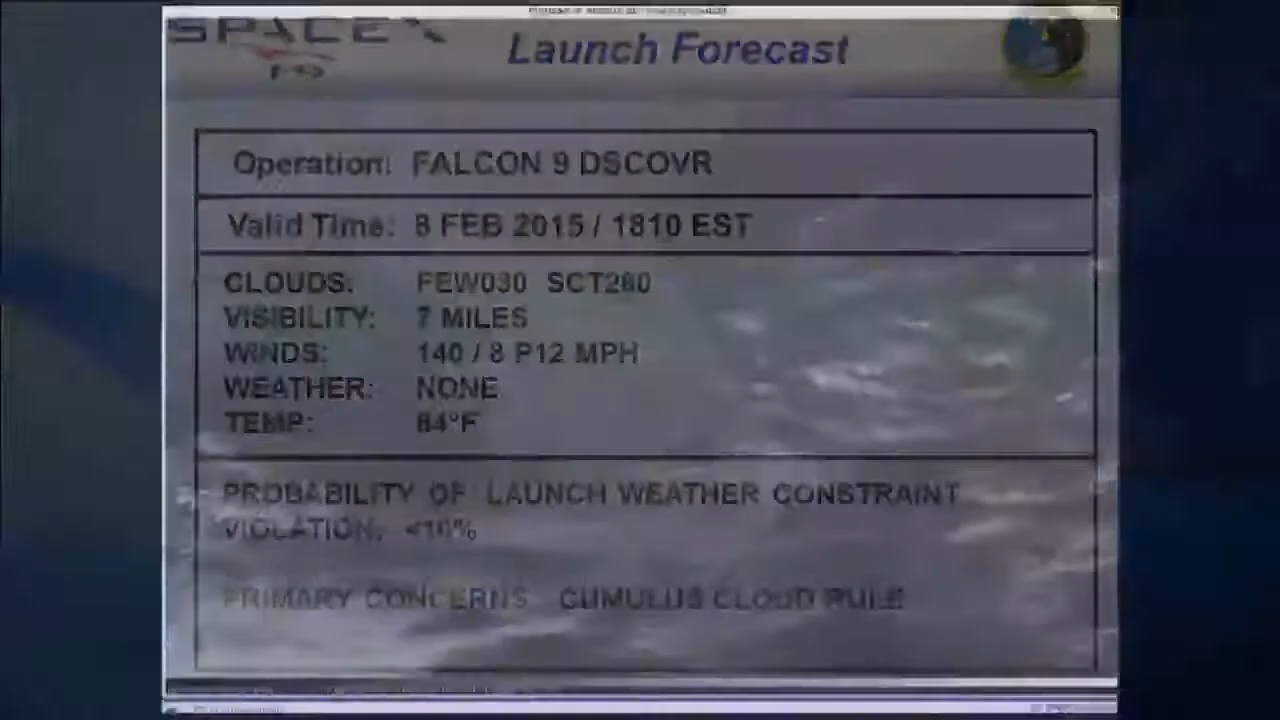 SPACEX
F9
Launch Forecast
Operation: FALCON 9 DSCOVR
Valid Time: 8 FEB 2015 / 1810 EST
CLOUDS: FEW030 SCT280
VISIBILITY: 7 MILES
WINDS: 140 / 8 P12 MPH
WEATHER: NONE
TEMP: 64°F
PROBABILITY OF LAUNCH WEATHER CONSTRAINT
VIOLATION: <10%
PRIMARY CONCERNS CUMULUS CLOUD RULE